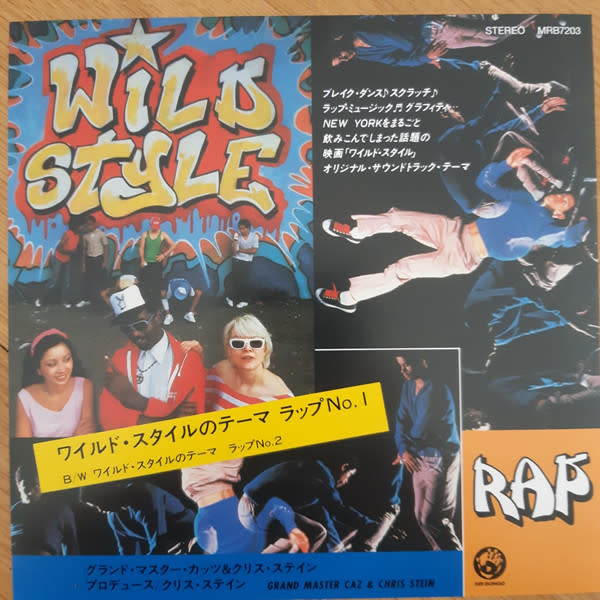 STEREO MRB7203
WILD
STYLE
ブレイク・ダンス♪スクラッチ♪
ラップ・ミュージック♬グラフィティ…
NEW YORKをまるごと
飲みこんでしまった話題の
映画「ワイルド・スタイル」
オリジナル・サウンドトラック・テーマ
ワイルド・スタイルのテーマ ラップNo.1
B/W ワイルド・スタイルのテーマ ラップNo.2
RAP
グランド・マスター・カッツ&クリス・ステイン
プロデュース/クリス・ステイン GRAND MASTER CAZ & CHRIS STEIN